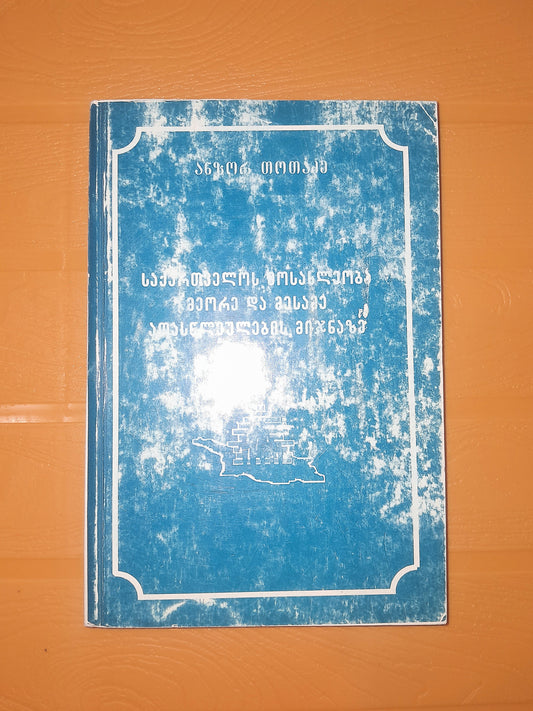 ანზორ თოთაძე
საქართველოს მოსახლეობა
მეორე და მესამე
ათასწლეულების მიჯნაზე